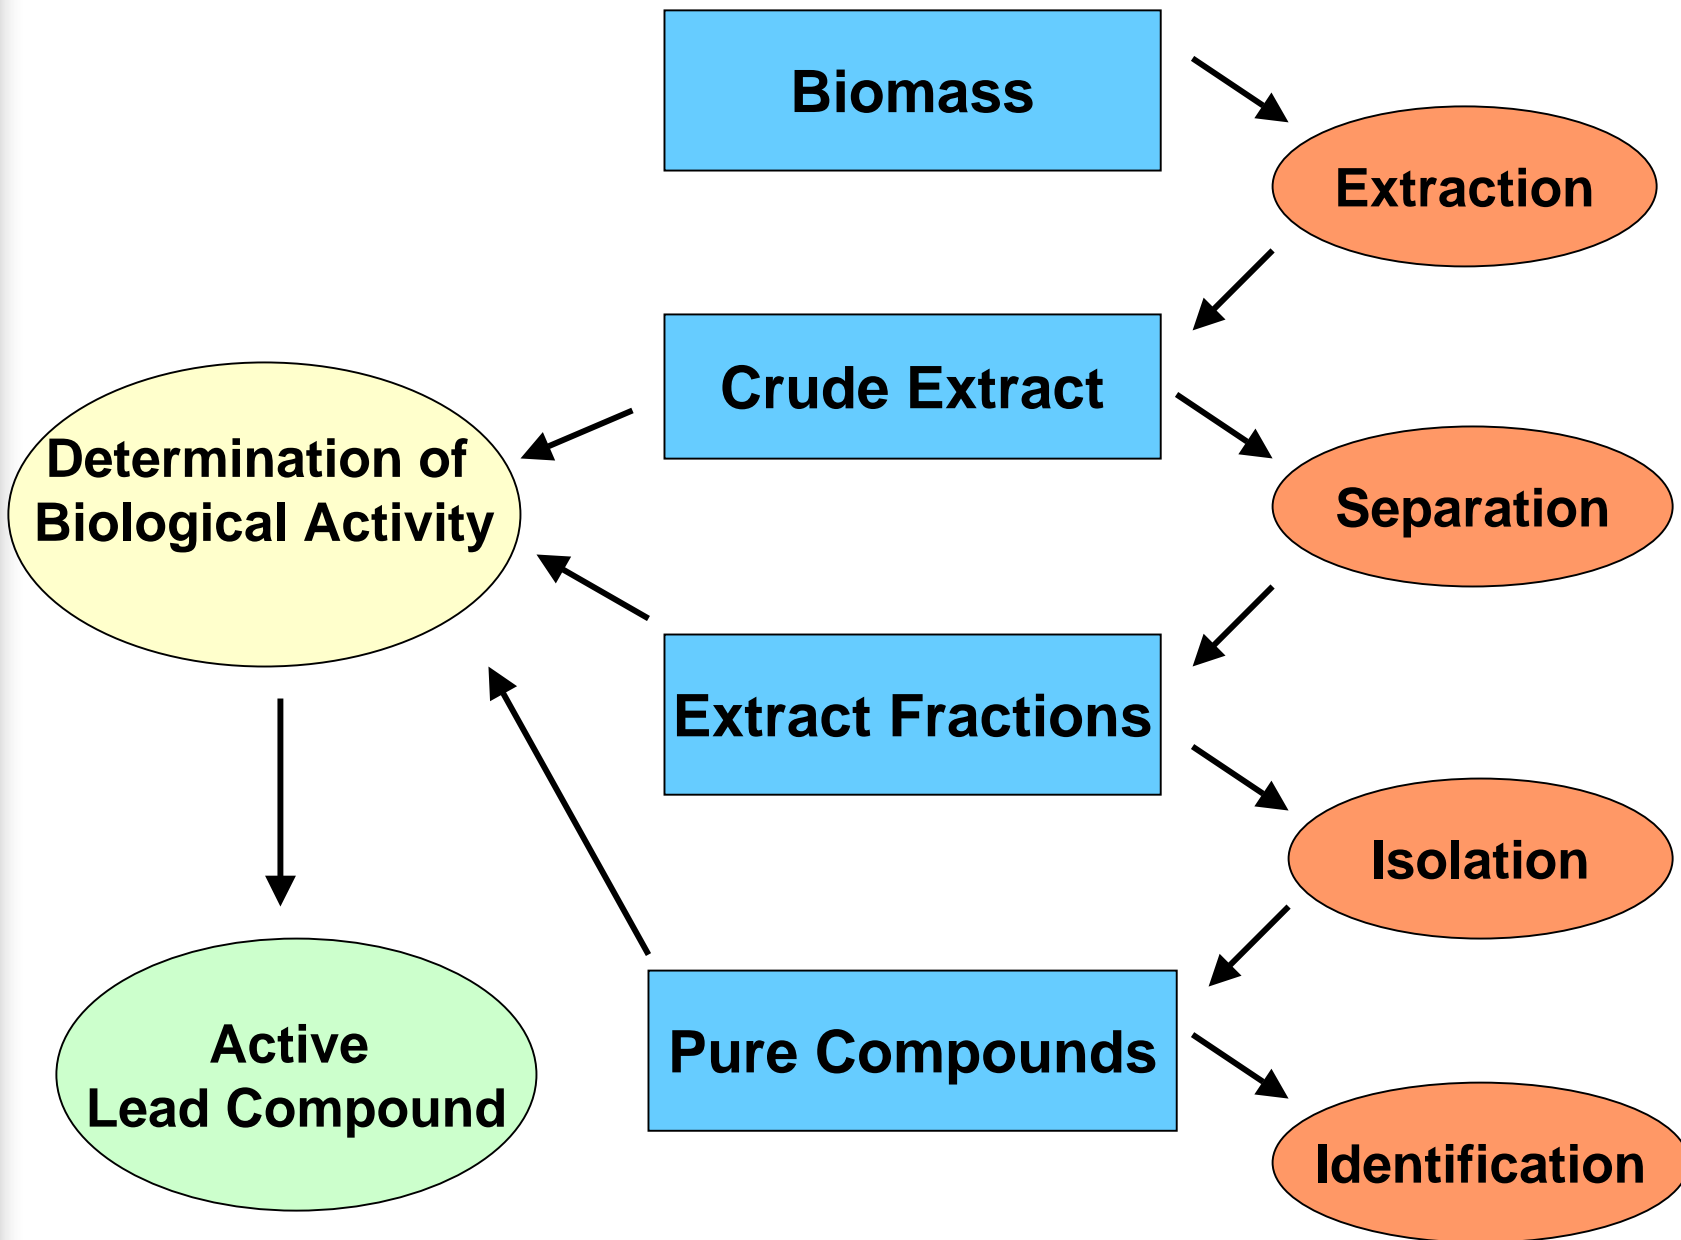 Biomass
Extraction
Crude Extract
Determination of
Biological Activity
Separation
Extract Fractions
Isolation
Active
Lead Compound
Pure Compounds
Identification